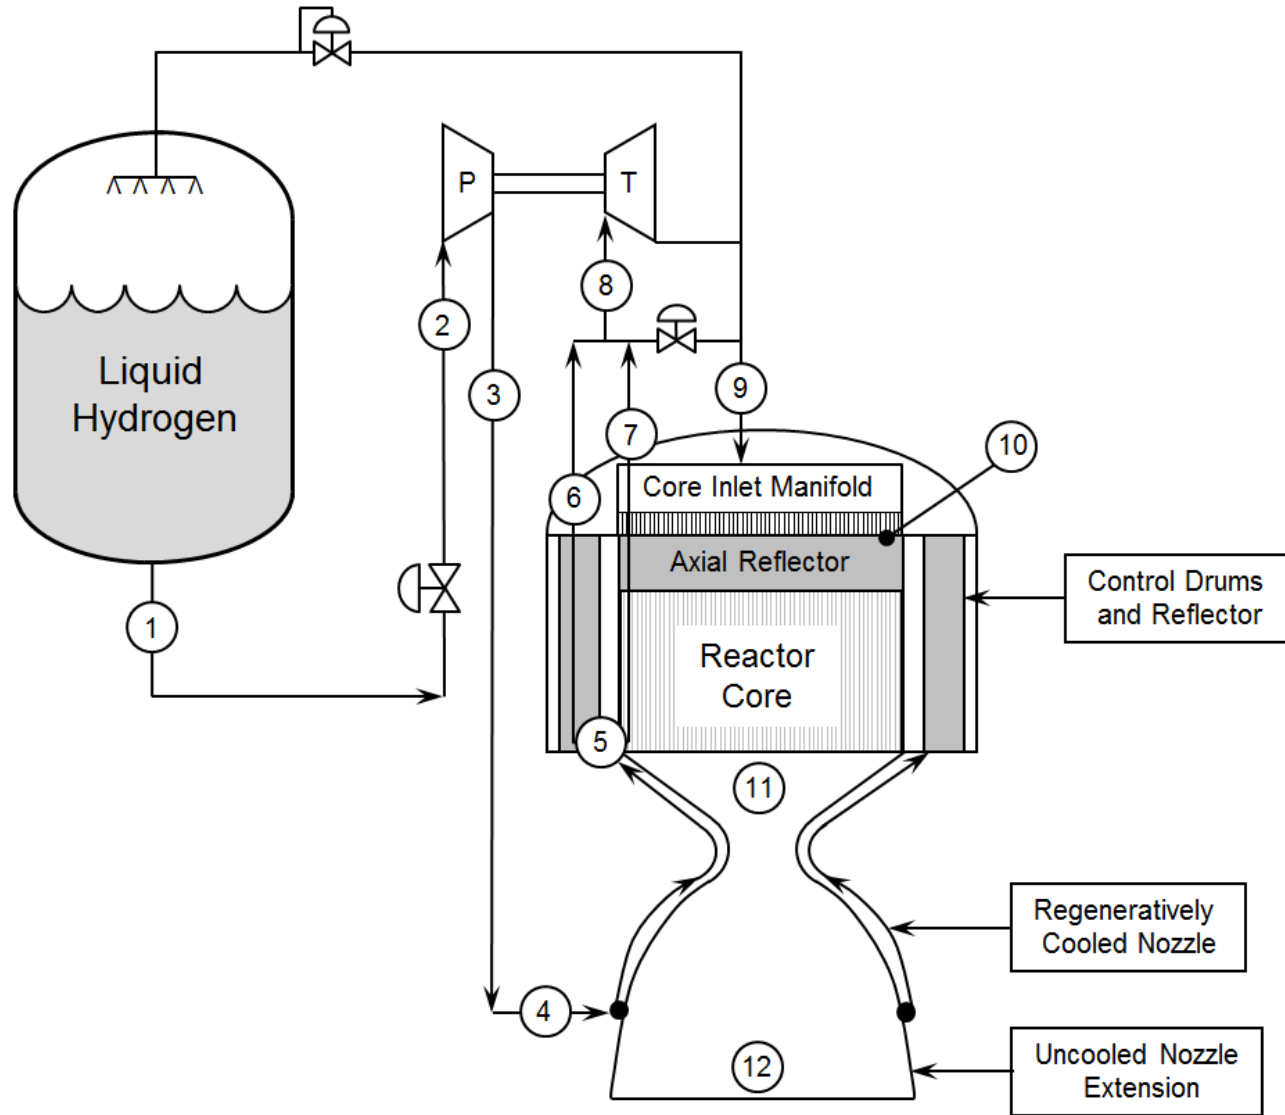 P
T
8
2
3
9
7
10
6
Liquid
Hydrogen
Core Inlet Manifold
Axial Reflector
Control Drums
and Reflector
1
Reactor
Core
5
11
Regeneratively
Cooled Nozzle
4
12
Uncooled Nozzle
Extension